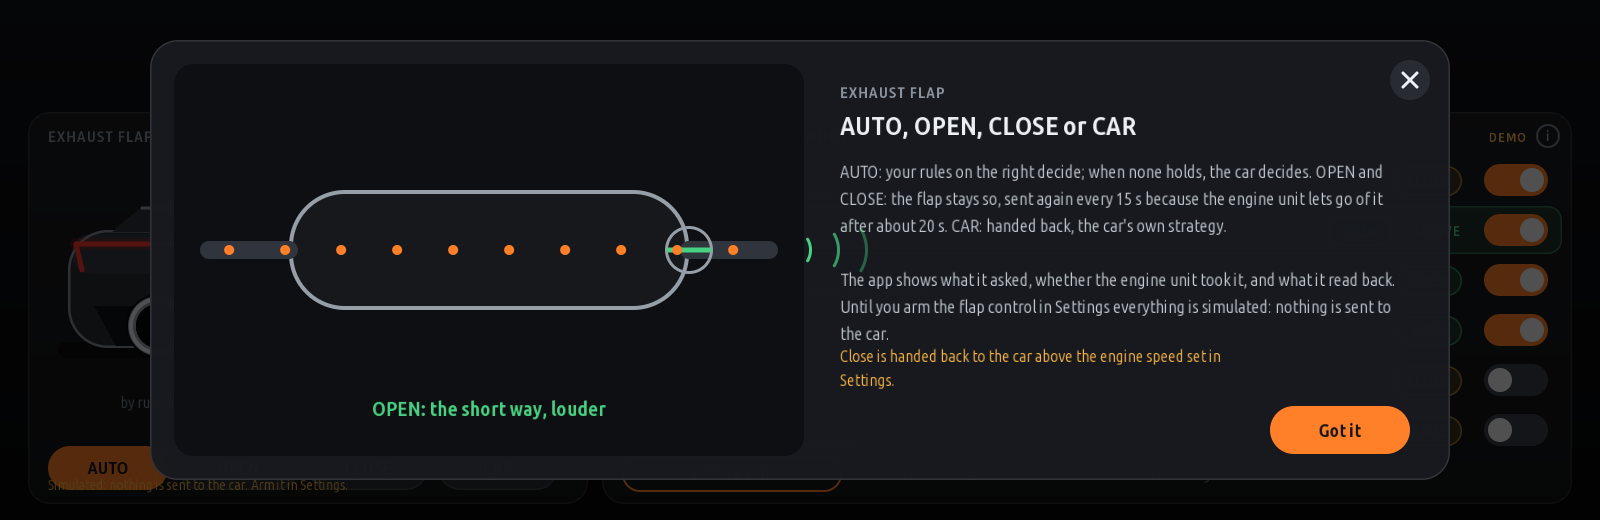 EXHAUST FLAP
DEMO
EXHAUST FLAP
AUTO, OPEN, CLOSE or CAR
AUTO: your rules on the right decide; when none holds, the car decides. OPEN and
CLOSE: the flap stays so, sent again every 15 s because the engine unit lets go of it
after about 20 s. CAR: handed back, the car's own strategy.
The app shows what it asked, whether the engine unit took it, and what it read back.
Until you arm the flap control in Settings everything is simulated: nothing is sent to
the car.
Close is handed back to the car above the engine speed set in
Settings.
OPEN: the short way, louder
Got it
AUTO
Simulated: nothing is sent to the car. Arm it in Settings.